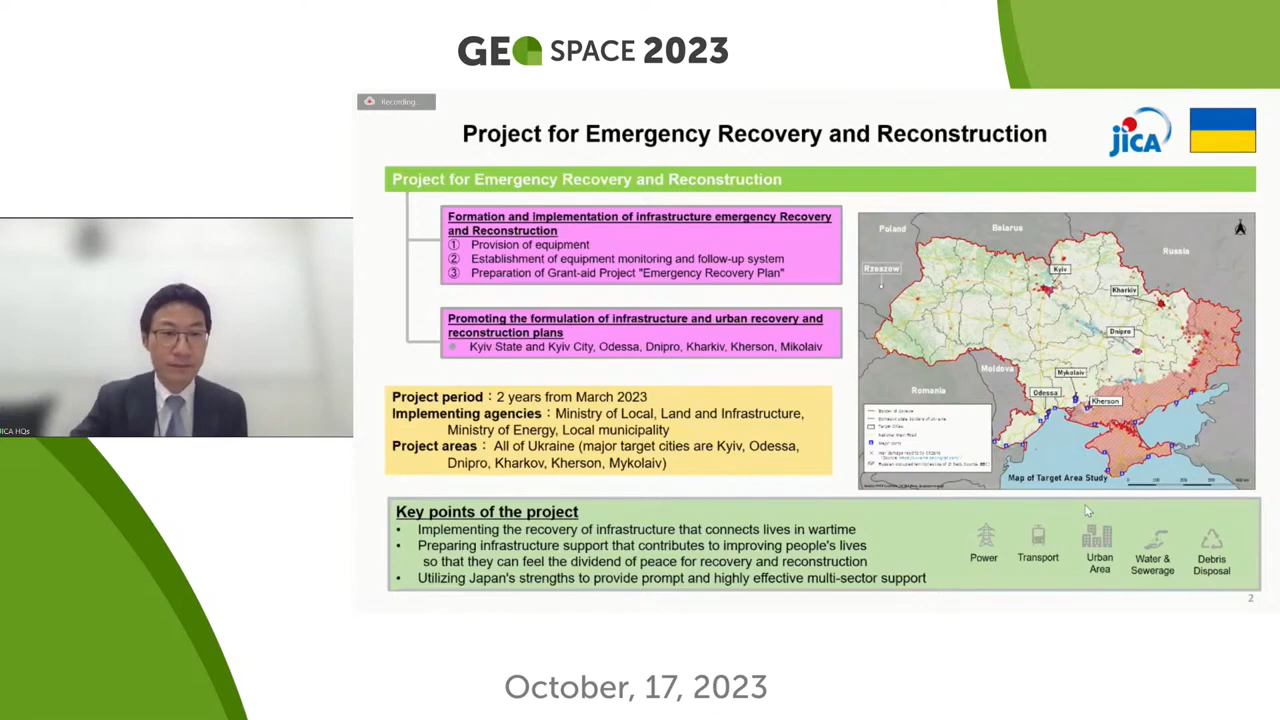 GEOSPACE 2023
Recording...
Project for Emergency Recovery and Reconstruction
JICA
Project for Emergency Recovery and Reconstruction
Formation and implementation of infrastructure emergency Recovery
and Reconstruction
① Provision of equipment
② Establishment of equipment monitoring and follow-up system
③ Preparation of Grant-aid Project "Emergency Recovery Plan"
Promoting the formulation of infrastructure and urban recovery and
reconstruction plans
Kyiv State and Kyiv City, Odessa, Dnipro, Kharkiv, Kherson, Mikolaiv
Project period：2 years from March 2023
Implementing agencies：Ministry of Local, Land and Infrastructure,
Ministry of Energy, Local municipality
Project areas： All of Ukraine (major target cities are Kyiv, Odessa,
Dnipro, Kharkov, Kherson, Mykolaiv)
Poland
Belarus
Russia
Rzeszow
Kyiv
Kharkiv
Dnipro
Moldova
Mykolaiv
Romania
Odessa
Kherson
Map of Target Area Study
Key points of the project
• Implementing the recovery of infrastructure that connects lives in wartime
• Preparing infrastructure support that contributes to improving people's lives
so that they can feel the dividend of peace for recovery and reconstruction
• Utilizing Japan's strengths to provide prompt and highly effective multi-sector support
Power
Transport
Urban
Area
Water &
Sewerage
Debris
Disposal
2
JICA HQs
October, 17, 2023